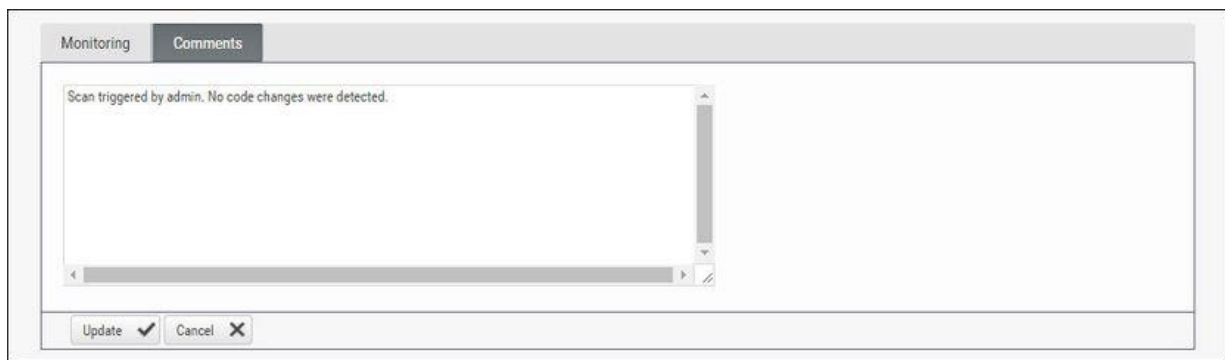 Monitoring Comments
Scan triggered by admin. No code changes were detected.
Update Cancel